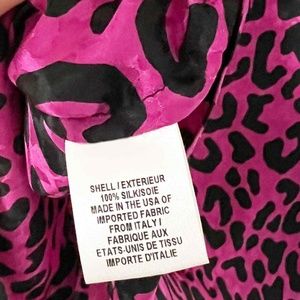 SHELL / EXTERIEUR
100% SILK/SOIE
MADE IN THE USA OF
IMPORTED FABRIC
FROM ITALY /
FABRIQUE AUX
ETATS-UNIS DE TISSU
IMPORTE D'ITALIE